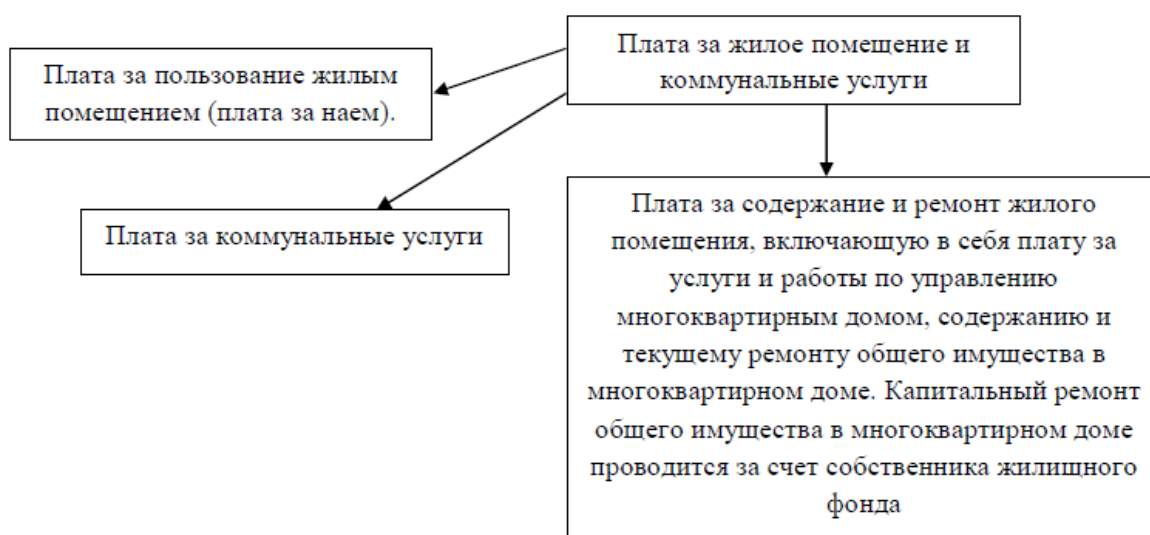 Плата за жилое помещение и
коммунальные услуги
Плата за пользование жилым
помещением (плата за наем).
Плата за коммунальные услуги
Плата за содержание и ремонт жилого
помещения, включающую в себя плату за
услуги и работы по управлению
многоквартирным домом, содержанию и
текущему ремонту общего имущества в
многоквартирном доме. Капитальный ремонт
общего имущества в многоквартирном доме
проводится за счет собственника жилищного
фонда